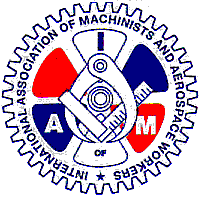 INTERNATIONAL ASSOCIATION OF MACHINISTS AND AEROSPACE WORKERS
I
A M
OF